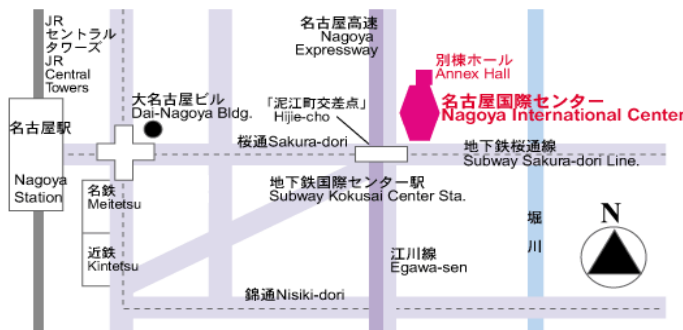 JR
セントラル
タワーズ
JR
Central
Towers
名古屋高速
Nagoya
Expressway
別棟ホール
Annex Hall
大名古屋ビル
Dai-Nagoya Bldg.
「泥江町交差点」
Hijie-cho
名古屋国際センター
Nagoya International Center
名古屋駅
桜通Sakura-dori
地下鉄桜通線
Subway Sakura-dori Line.
Nagoya
Station
名鉄
Meitetsu
地下鉄国際センター駅
Subway Kokusai Center Sta.
堀
川
N
近鉄
Kintetsu
江川線
Egawa-sen
錦通Nisiki-dori